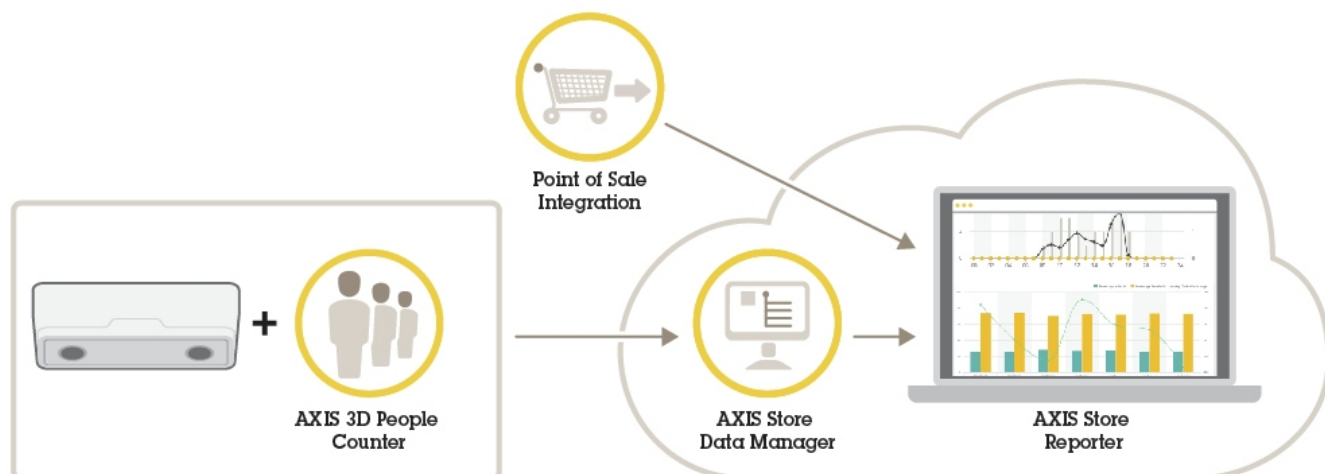 Point of Sale
Integration
AXIS 3D People
Counter
AXIS Store
Data Manager
AXIS Store
Reporter